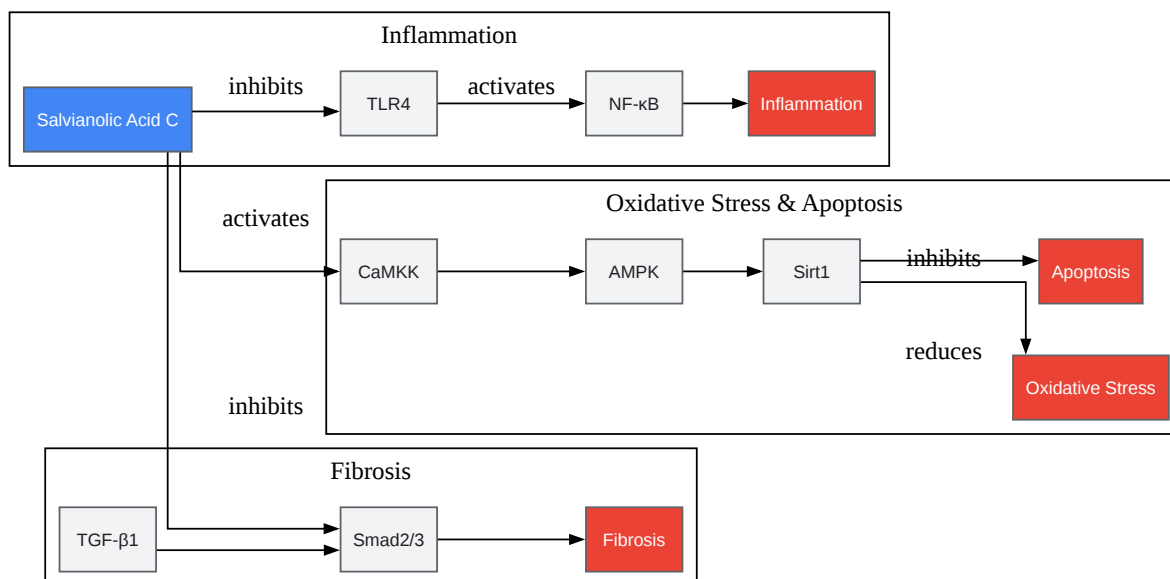 Inflammation
inhibits
activates
Salvianolic Acid C
TLR4
NF-κB
Inflammation
Oxidative Stress & Apoptosis
activates
CaMKK
AMPK
Sirt1
inhibits
Apoptosis
reduces
Oxidative Stress
inhibits
Fibrosis
TGF-β1
Smad2/3
Fibrosis